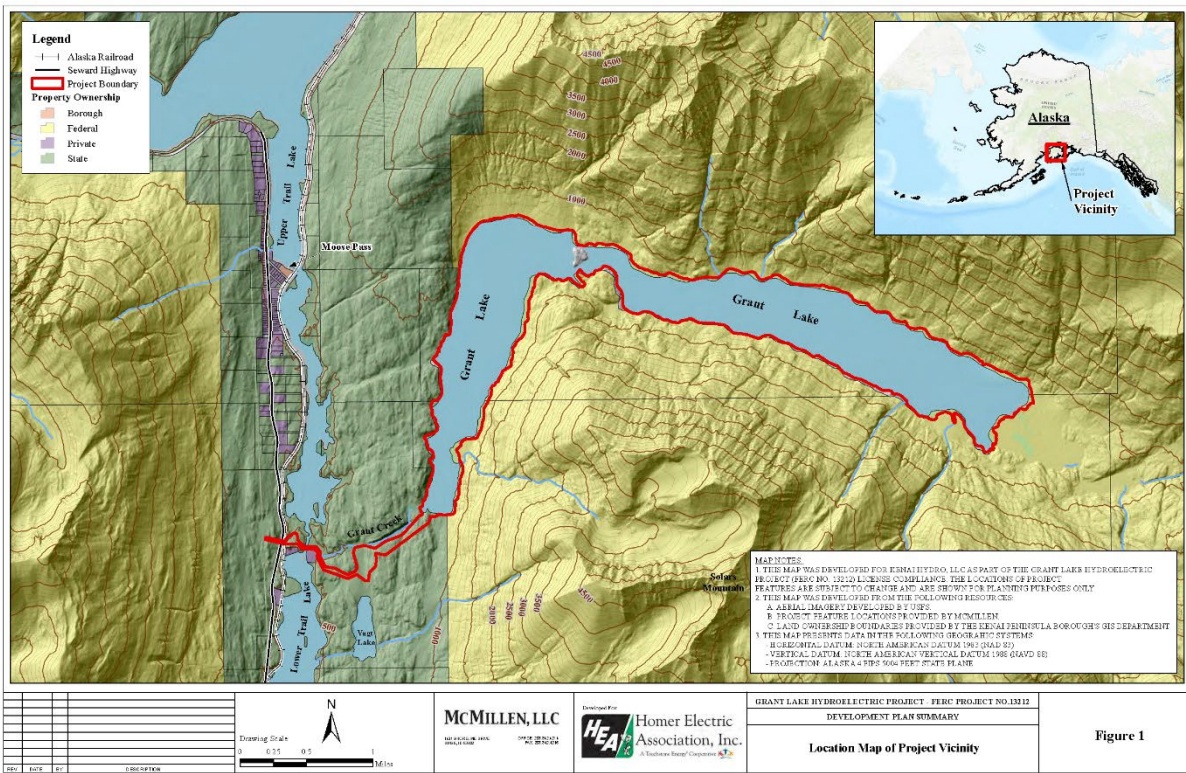 Legend
Alaska Railroad
Seward Highway
Project Boundary
Property Ownership
Borough
Federal
Private
State
Upper Trail Lake
Moose Pass
Grant Lake
Grant Lake
Grant Creek
Lower Trail Lake
Vagt Lake
Solars Mountain
4500
4500
4000
3500
3000
2500
2000
1000
500
1000
2000
2500
3000
3500
3500
4500
Alaska
Project
Vicinity
MAP NOTES:
1. THIS MAP WAS DEVELOPED FOR KENAI HYDRO, LLC AS PART OF THE GRANT LAKE HYDROELECTRIC
PROJECT (FERC NO. 13212) LICENSE COMPLIANCE. THE LOCATIONS OF PROJECT
FEATURES ARE SUBJECT TO CHANGE AND ARE SHOWN FOR PLANNING PURPOSES ONLY
2. THIS MAP WAS DEVELOPED FROM THE FOLLOWING RESOURCES:
A. AERIAL IMAGERY DEVELOPED BY USFS.
B. PROJECT FEATURE LOCATIONS PROVIDED BY MCMILLEN.
C. LAND OWNERSHIP BOUNDARIES PROVIDED BY THE KENAI PENINSULA BOROUGH'S GIS DEPARTMENT
3. THIS MAP PRESENTS DATA IN THE FOLLOWING GEOGRAPHIC SYSTEMS:
- HORIZONTAL DATUM: NORTH AMERICAN DATUM 1983 (NAD 83)
- VERTICAL DATUM: NORTH AMERICAN VERTICAL DATUM 1988 (NAVD 88)
- PROJECTION: ALASKA 4 FIPS 5004 FEET STATE PLANE
REV DATE BY DESCRIPTION
N
Drawing Scale
0 0.25 0.5 1
Miles
MCMILLEN, LLC
Developed For:
HEA
Homer Electric
Association, Inc.
A Touchstone Energy Cooperative
GRANT LAKE HYDROELECTRIC PROJECT - FERC PROJECT NO.13212
DEVELOPMENT PLAN SUMMARY
Location Map of Project Vicinity
Figure 1